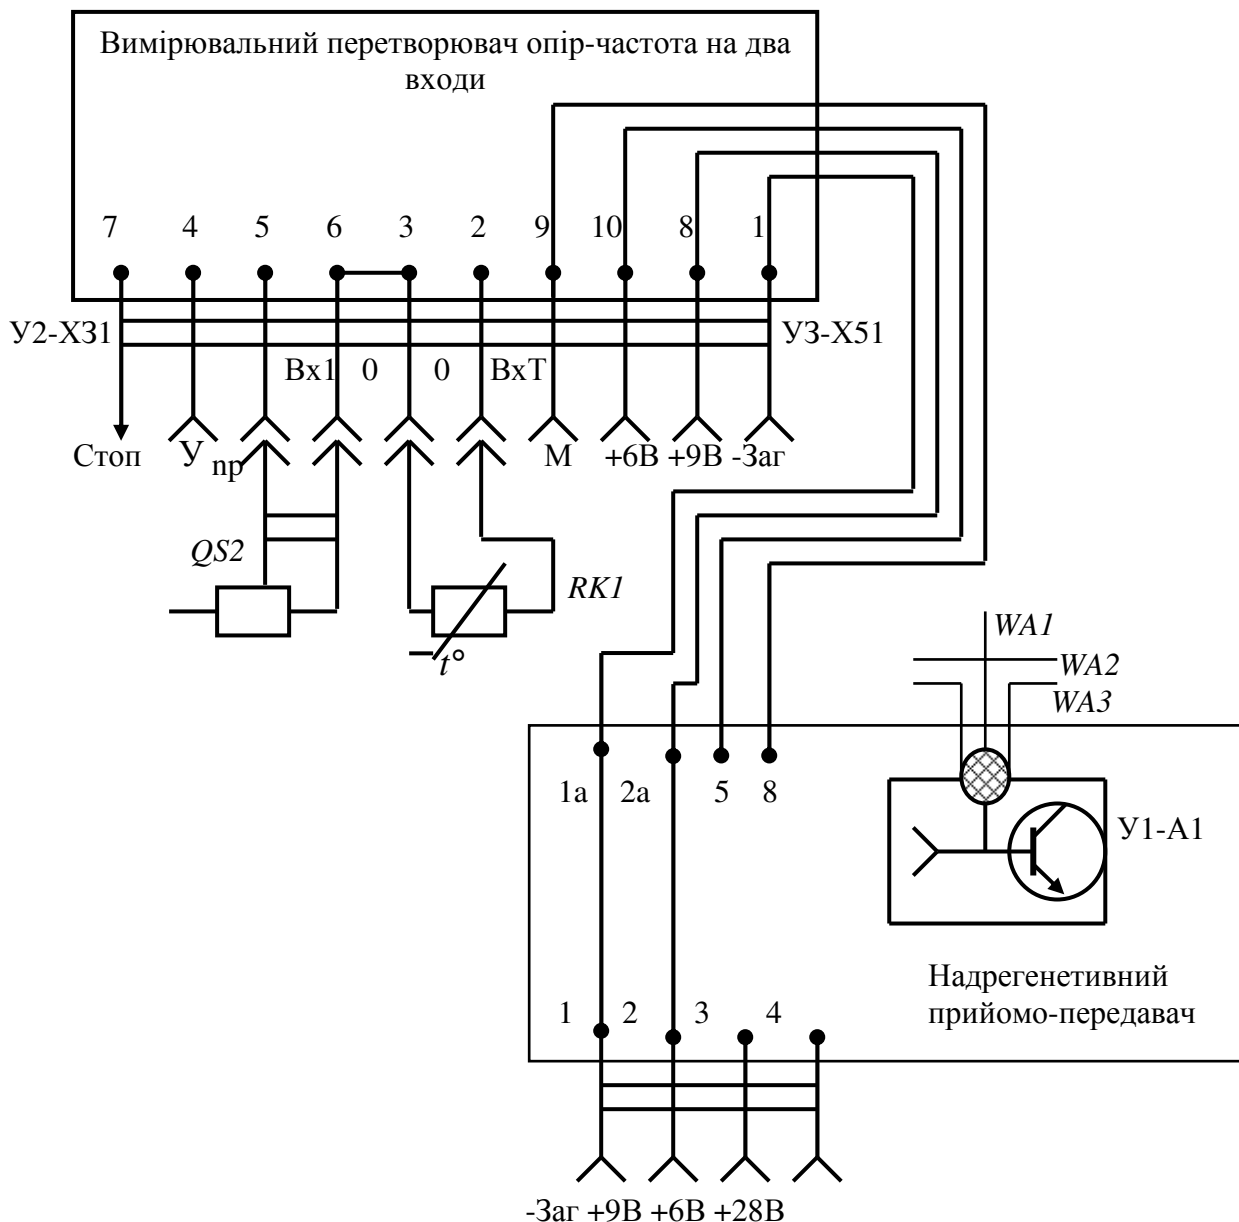 Вимірювальний перетворювач опір-частота на два
входи
7 4 5 6 3 2 9 10 8 1
У2-ХЗ1 УЗ-Х51
Вх1 0 0 ВхТ
Стоп У пр М +6В +9В -Заг
QS2 RK1
t°
WA1
WA2
WA3
1а 2а 5 8
У1-А1
Надрегенетивний
прийомо-передавач
1 2 3 4
-Заг +9В +6В +28В